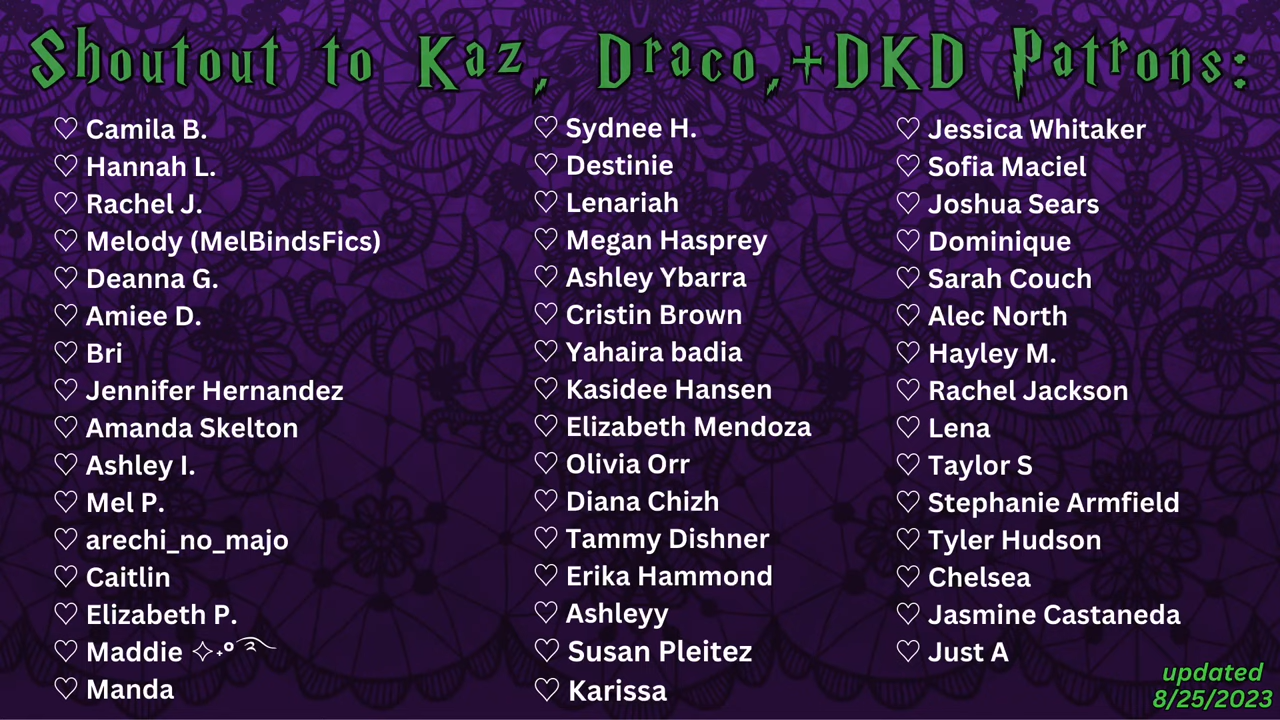 Shoutout to Kaz, Draco,+DKD Patrons:
♡ Camila B.
♡ Hannah L.
♡ Rachel J.
♡ Melody (MelBindsFics)
♡ Deanna G.
♡ Amiee D.
♡ Bri
♡ Jennifer Hernandez
♡ Amanda Skelton
♡ Ashley I.
♡ Mel P.
♡ arechi_no_majo
♡ Caitlin
♡ Elizabeth P.
♡ Maddie ✧˖°࿐
♡ Manda
♡ Sydnee H.
♡ Destinie
♡ Lenariah
♡ Megan Hasprey
♡ Ashley Ybarra
♡ Cristin Brown
♡ Yahaira badia
♡ Kasidee Hansen
♡ Elizabeth Mendoza
♡ Olivia Orr
♡ Diana Chizh
♡ Tammy Dishner
♡ Erika Hammond
♡ Ashleyy
♡ Susan Pleitez
♡ Karissa
♡ Jessica Whitaker
♡ Sofia Maciel
♡ Joshua Sears
♡ Dominique
♡ Sarah Couch
♡ Alec North
♡ Hayley M.
♡ Rachel Jackson
♡ Lena
♡ Taylor S
♡ Stephanie Armfield
♡ Tyler Hudson
♡ Chelsea
♡ Jasmine Castaneda
♡ Just A
updated
8/25/2023